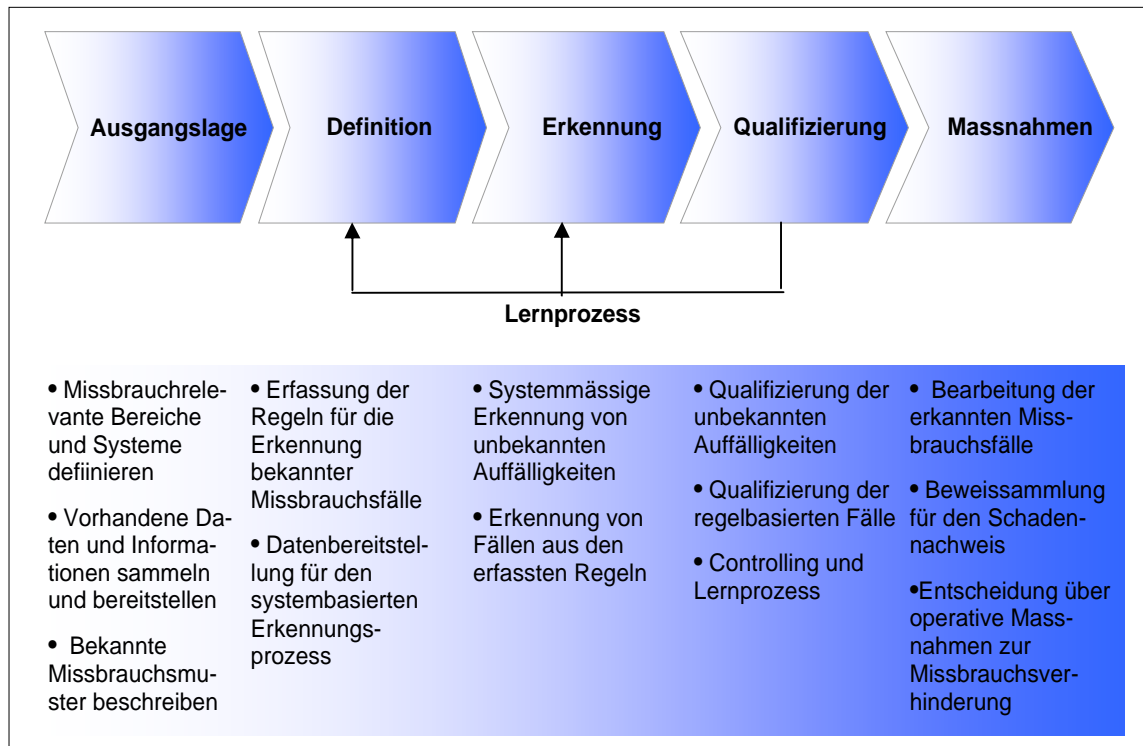 Ausgangslage
Definition
Erkennung
Qualifizierung
Massnahmen
Lernprozess
• Missbrauchrele-
vante Bereiche
und Systeme
defiinieren
• Vorhandene Da-
ten und Informa-
tionen sammeln
und bereitstellen
• Bekannte
Missbrauchsmu-
ster beschreiben
• Erfassung der
Regeln für die
Erkennung
bekannter
Missbrauchsfälle
• Datenbereitstel-
lung für den
systembasierten
Erkennungs-
prozess
• Systemmässige
Erkennung von
unbekannten
Auffälligkeiten
• Erkennung von
Fällen aus den
erfassten Regeln
• Qualifizierung der
unbekannten
Auffälligkeiten
• Qualifizierung der
regelbasierten Fälle
• Controlling und
Lernprozess
• Bearbeitung der
erkannten Miss-
brauchsfälle
• Beweissammlung
für den Schaden-
nachweis
•Entscheidung über
operative Mass-
nahmen zur
Missbrauchsver-
hinderung